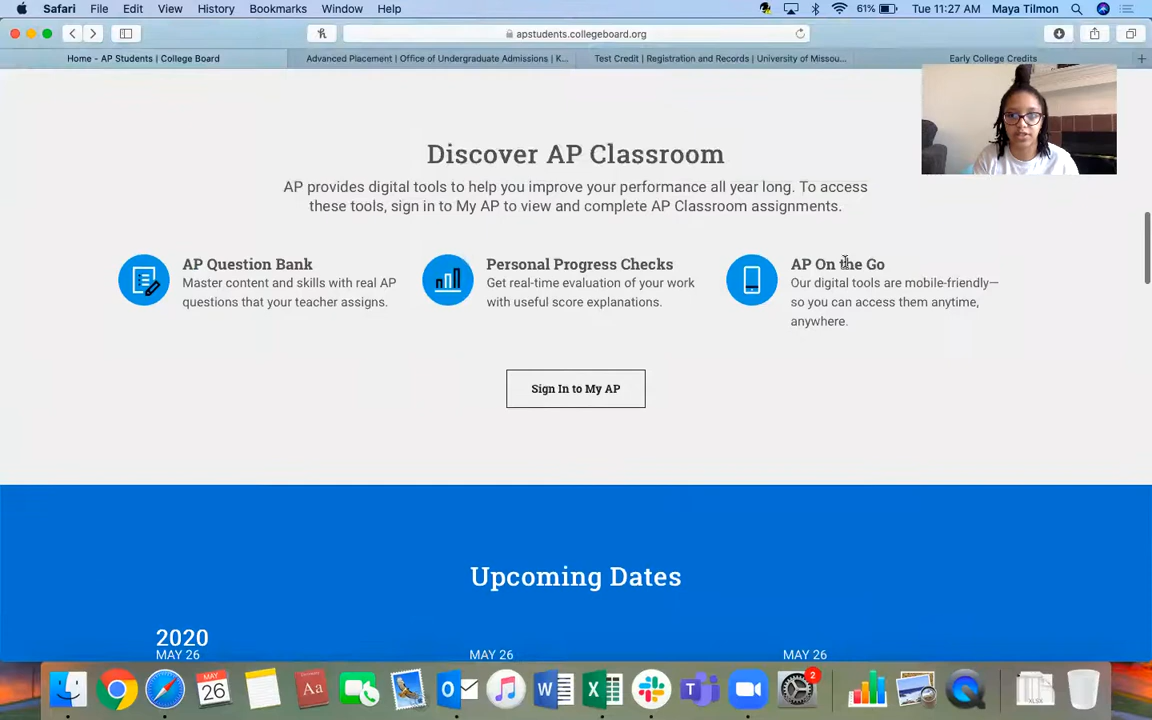 Safari File Edit View History Bookmarks Window Help 61% Tue 11:27 AM Maya Tilmon
apstudents.collegeboard.org
Home - AP Students | College Board Advanced Placement | Office of Undergraduate Admissions | K... Test Credit | Registration and Records | University of Missou... Early College Credits
Discover AP Classroom
AP provides digital tools to help you improve your performance all year long. To access
these tools, sign in to My AP to view and complete AP Classroom assignments.
AP Question Bank
Master content and skills with real AP
questions that your teacher assigns.
Personal Progress Checks
Get real-time evaluation of your work
with useful score explanations.
AP On the Go
Our digital tools are mobile-friendly—
so you can access them anytime,
anywhere.
Sign In to My AP
Upcoming Dates
2020
MAY 26 MAY 26 MAY 26
MAY
26
Aa
2
XLSX